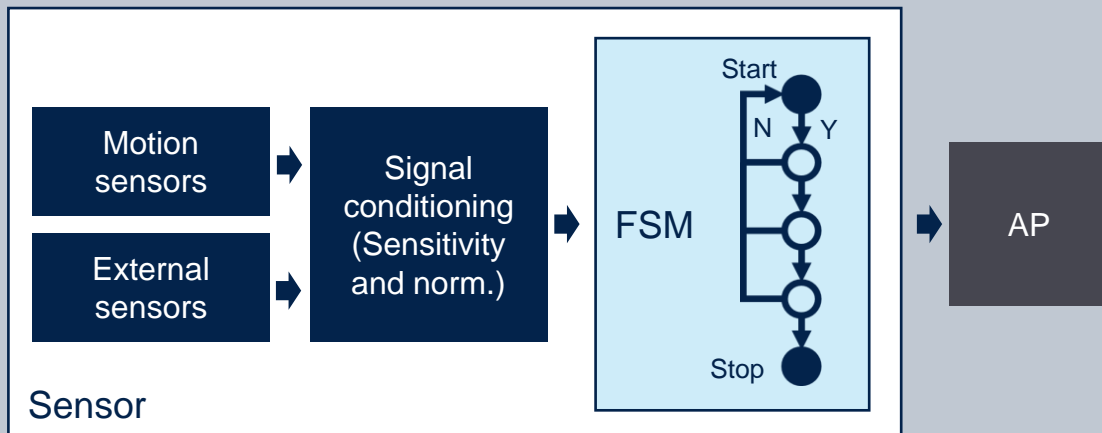 Motion
sensors
External
sensors
Signal
conditioning
(Sensitivity
and norm.)
FSM
Start
N
Y
Stop
AP
Sensor